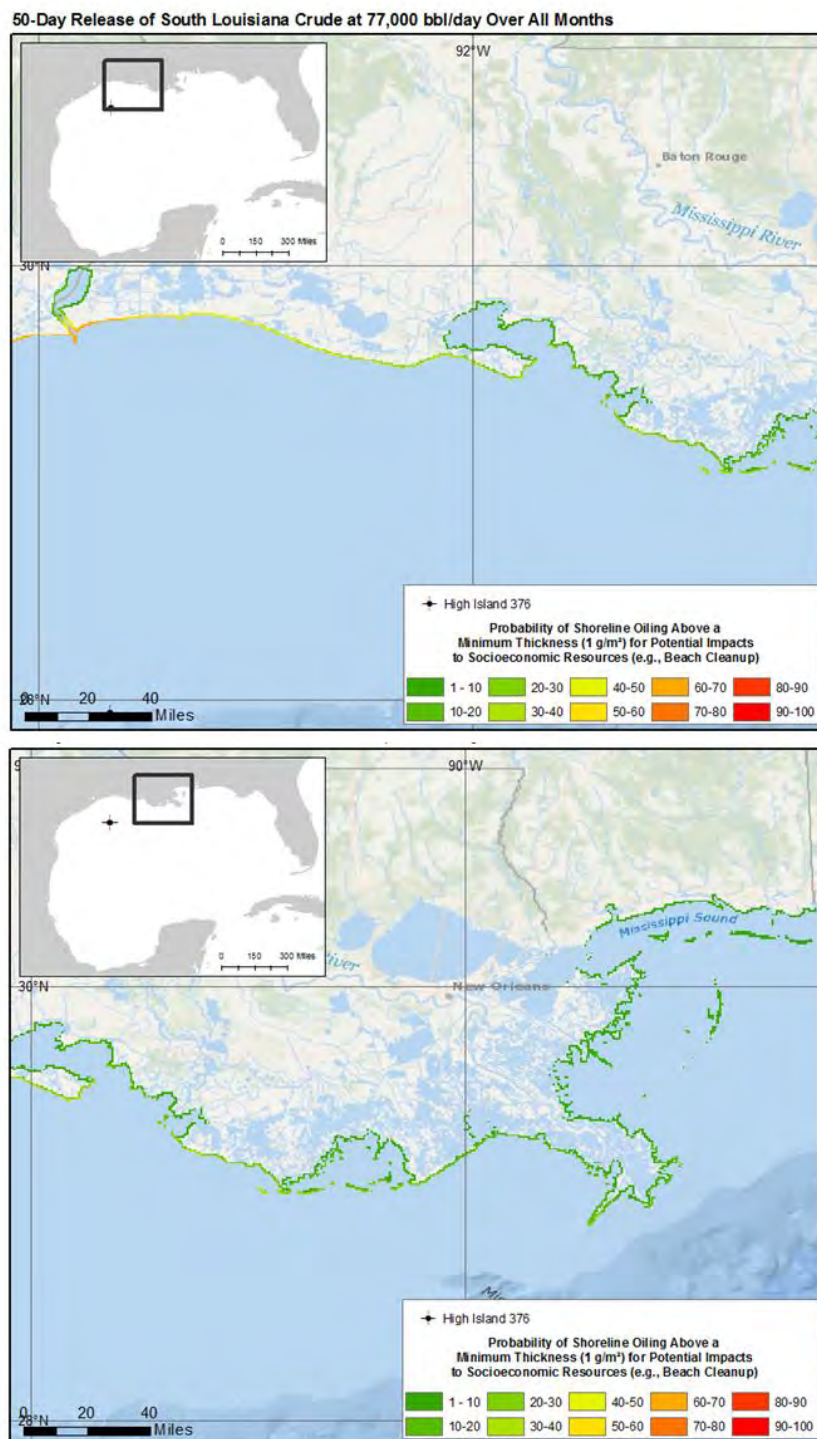 50-Day Release of South Louisiana Crude at 77,000 bbl/day Over All Months
92°W
Baton Rouge
Mississippi River
0 150 300 Miles
30°N
High Island 376
Probability of Shoreline Oiling Above a
Minimum Thickness (1 g/m²) for Potential Impacts
to Socioeconomic Resources (e.g., Beach Cleanup)
1 - 10 20-30 40-50 60-70 80-90
10-20 30-40 50-60 70-80 90-100
28°N
0 20 40
Miles
90°W
Mississippi Sound
0 150 300 Miles
River
30°N
New Orleans
High Island 376
Probability of Shoreline Oiling Above a
Minimum Thickness (1 g/m²) for Potential Impacts
to Socioeconomic Resources (e.g., Beach Cleanup)
1 - 10 20-30 40-50 60-70 80-90
10-20 30-40 50-60 70-80 90-100
28°N
0 20 40
Miles